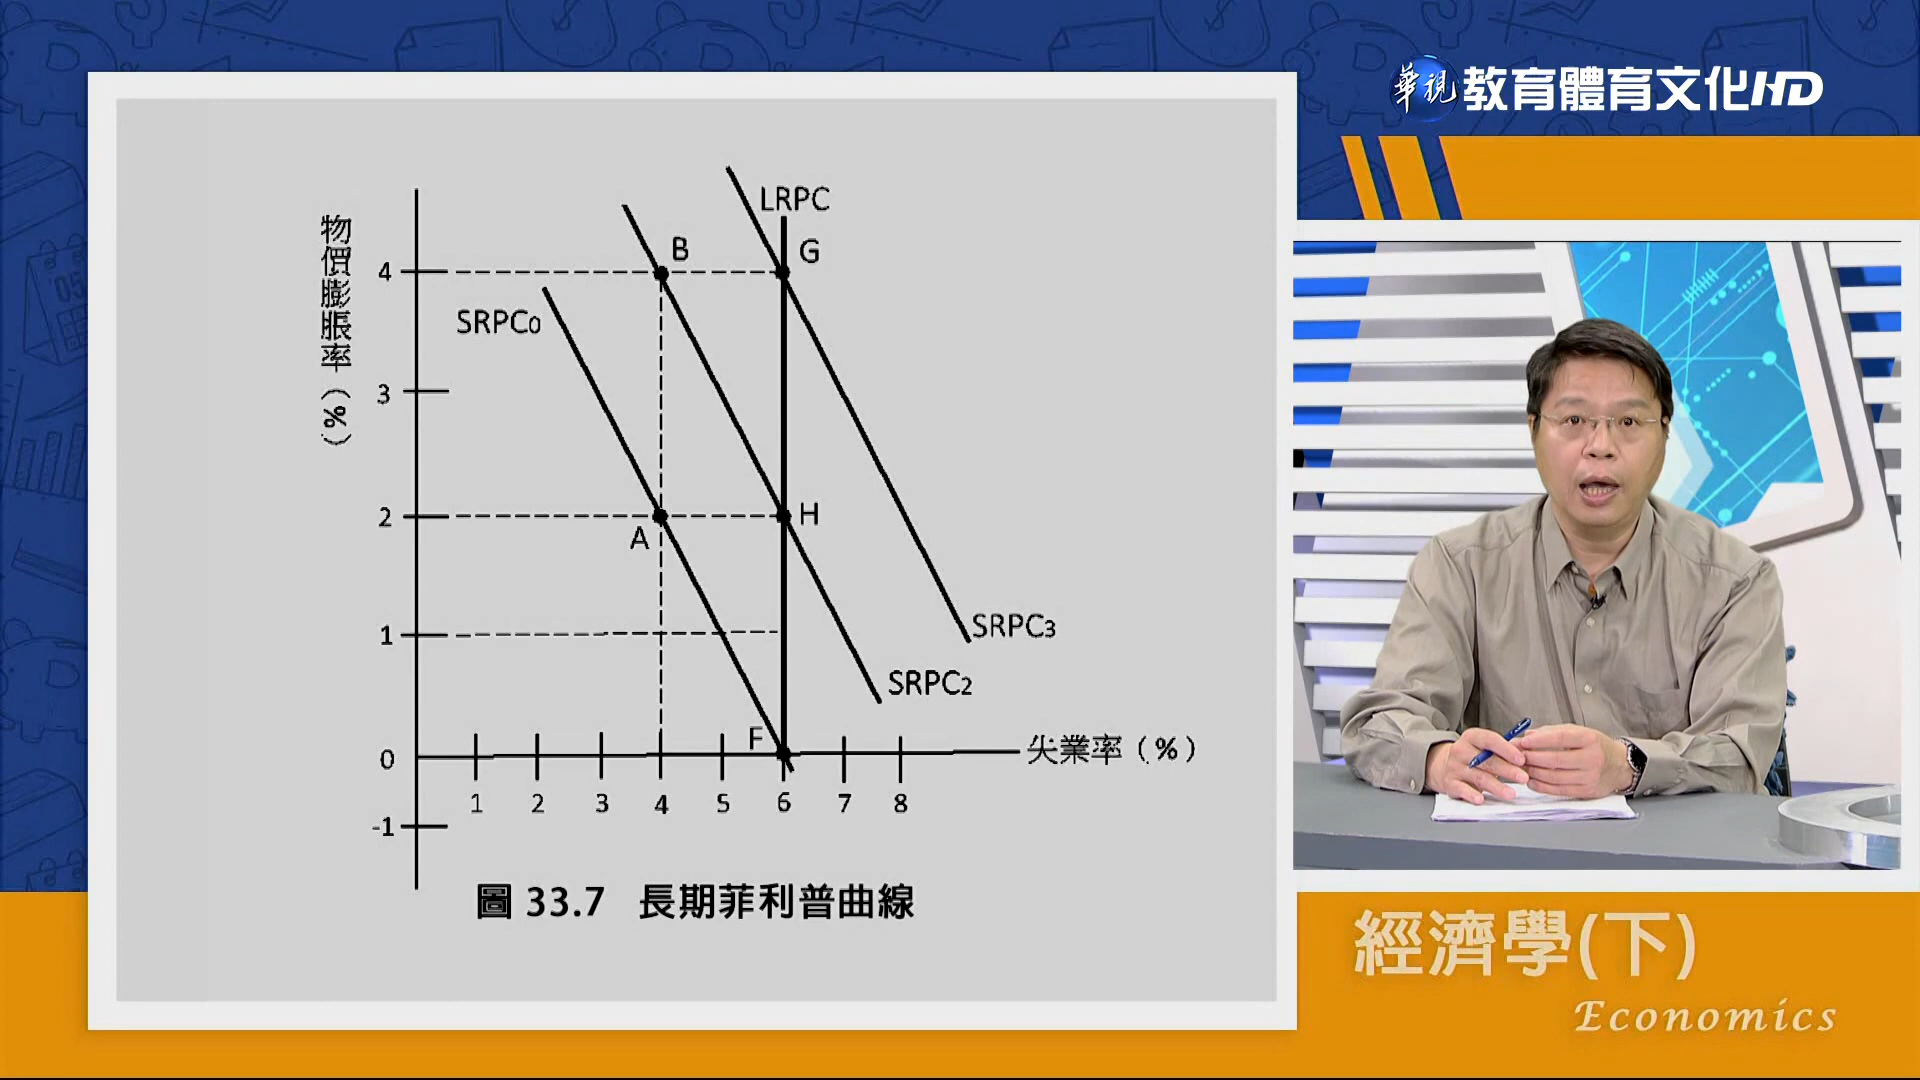 華視 教育體育文化HD
LRPC
B
G
物價膨脹率（%）
4
SRPC0
3
2
A
H
1
SRPC3
SRPC2
F
0
失業率（%）
1 2 3 4 5 6 7 8
-1
圖 33.7 長期菲利普曲線
經濟學(下)
Economics